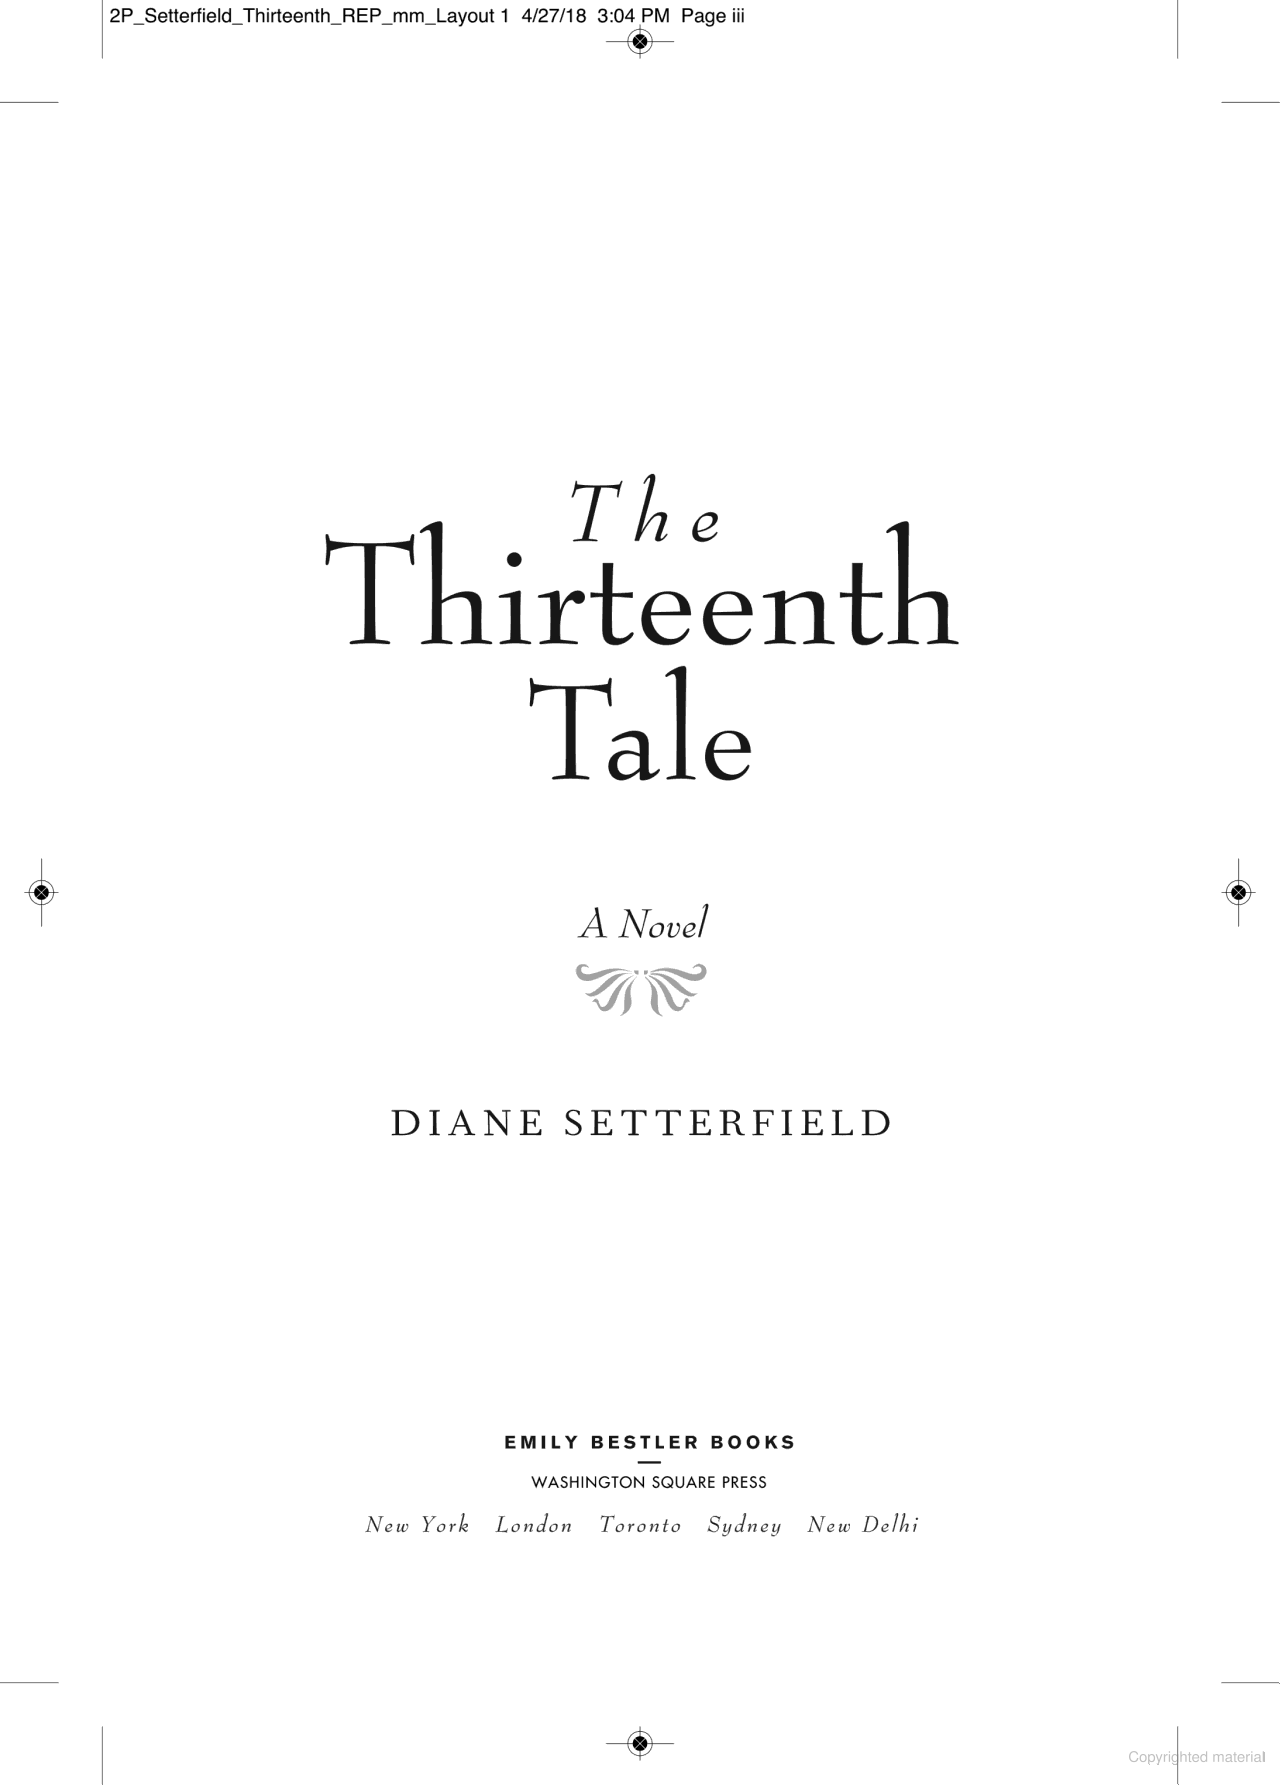 2P_Setterfield_Thirteenth_REP_mm_Layout 1 4/27/18 3:04 PM Page iii
The
Thirteenth
Tale
A Novel
DIANE SETTERFIELD
EMILY BESTLER BOOKS
WASHINGTON SQUARE PRESS
New York London Toronto Sydney New Delhi
Copyrighted material